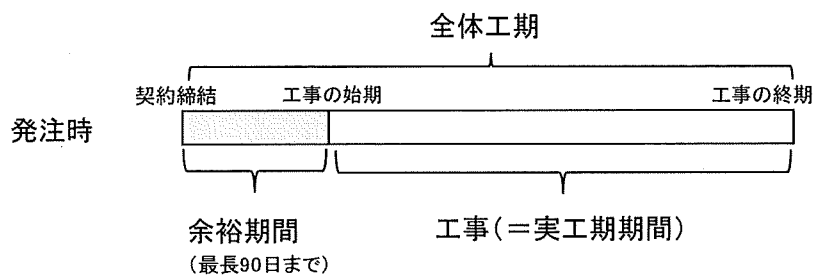 全体工期
契約締結
工事の始期
工事の終期
発注時
余裕期間
(最長90日まで)
工事(=実工期期間)